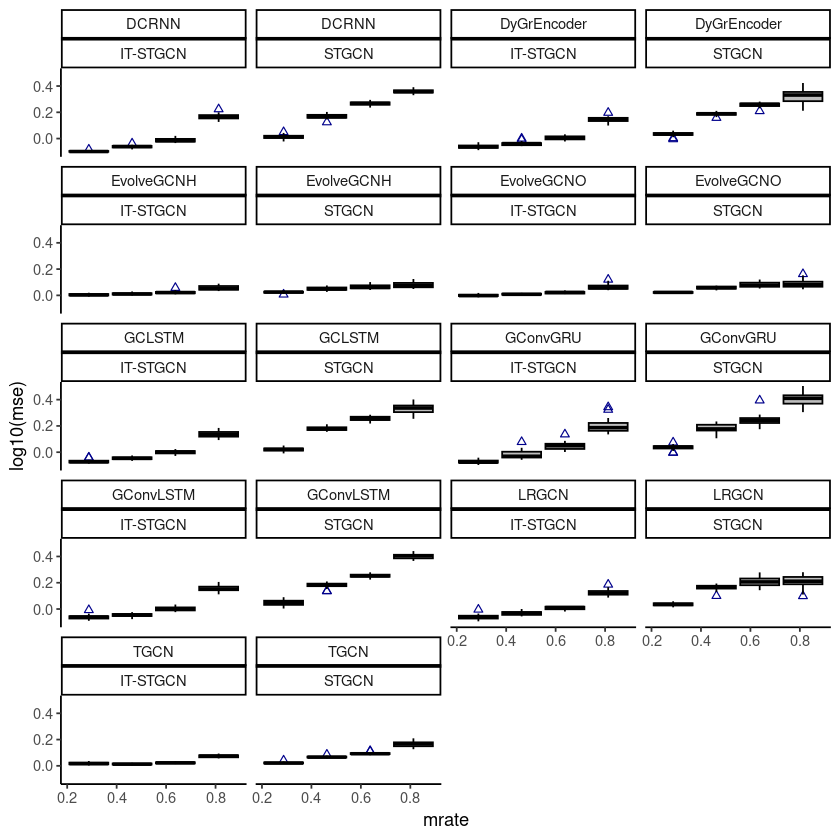 DCRNN DCRNN DyGrEncoder DyGrEncoder
IT-STGCN STGCN IT-STGCN STGCN
0.4
0.2
0.0
EvolveGCNH EvolveGCNH EvolveGCNO EvolveGCNO
IT-STGCN STGCN IT-STGCN STGCN
0.4
0.2
0.0
GCLSTM GCLSTM GConvGRU GConvGRU
IT-STGCN STGCN IT-STGCN STGCN
0.4
0.2
0.0
log10(mse)
GConvLSTM GConvLSTM LRGCN LRGCN
IT-STGCN STGCN IT-STGCN STGCN
0.4
0.2
0.0
0.2 0.4 0.6 0.8 0.2 0.4 0.6 0.8
TGCN TGCN
IT-STGCN STGCN
0.4
0.2
0.0
0.2 0.4 0.6 0.8 0.2 0.4 0.6 0.8
mrate